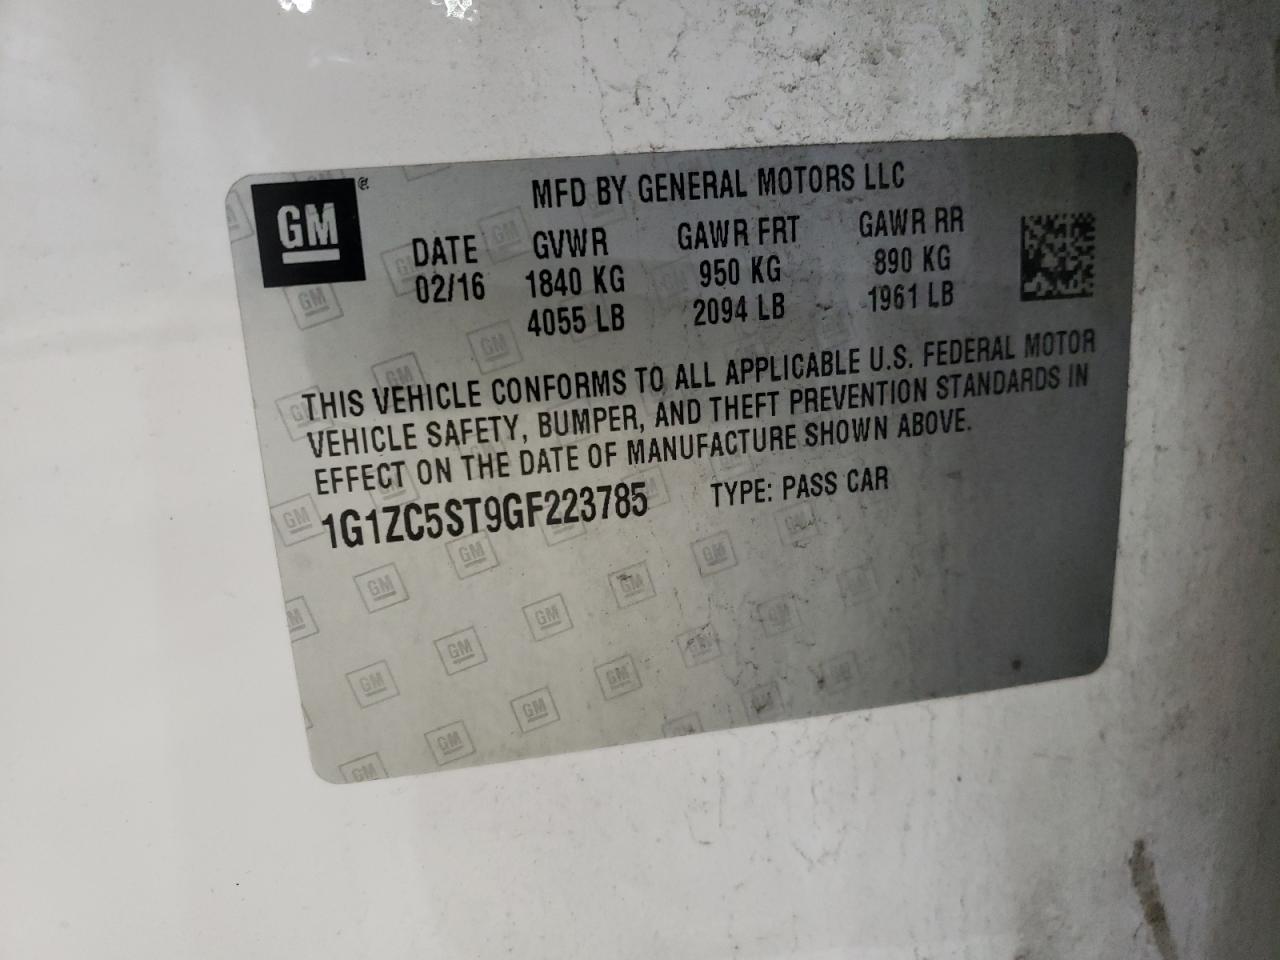 GM®
MFD BY GENERAL MOTORS LLC
DATE GVWR GAWR FRT GAWR RR
02/16 1840 KG 950 KG 890 KG
4055 LB 2094 LB 1961 LB
THIS VEHICLE CONFORMS TO ALL APPLICABLE U.S. FEDERAL MOTOR
VEHICLE SAFETY, BUMPER, AND THEFT PREVENTION STANDARDS IN
EFFECT ON THE DATE OF MANUFACTURE SHOWN ABOVE.
1G1ZC5ST9GF223785 TYPE: PASS CAR